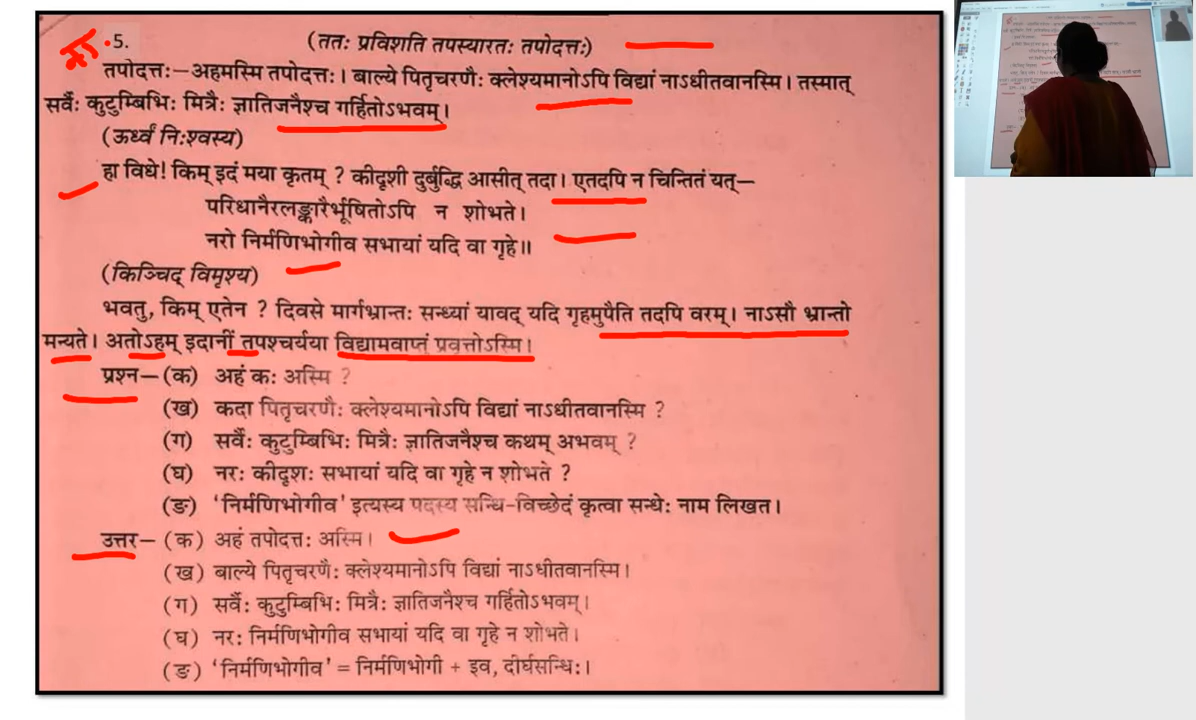 5.
(ततः प्रविशति तपस्यारतः तपोदत्तः)
तपोदत्तः–अहमस्मि तपोदत्तः। बाल्ये पितृचरणैः क्लेश्यमानोऽपि विद्यां नाऽधीतवानस्मि। तस्मात्
सर्वैः कुटुम्बिभिः मित्रैः ज्ञातिजनैश्च गर्हितोऽभवम्।
(ऊर्ध्वं निःश्वस्य)
हा विधे! किम् इदं मया कृतम् ? कीदृशी दुर्बुद्धि आसीत् तदा। एतदपि न चिन्तितं यत्–
परिधानैरलङ्कारैर्भूषितोऽपि न शोभते।
नरो निर्मणिभोगीव सभायां यदि वा गृहे॥
(किञ्चिद् विमृश्य)
भवतु, किम् एतेन ? दिवसे मार्गभ्रान्तः सन्ध्यां यावद् यदि गृहमुपैति तदपि वरम्। नाऽसौ भ्रान्तो
मन्यते। अतोऽहम् इदानीं तपश्चर्यया विद्यामवाप्तुं प्रवृत्तोऽस्मि।
प्रश्न–(क) अहं कः अस्मि ?
(ख) कदा पितृचरणैः क्लेश्यमानोऽपि विद्यां नाऽधीतवानस्मि ?
(ग) सर्वैः कुटुम्बिभिः मित्रैः ज्ञातिजनैश्च कथम् अभवम् ?
(घ) नरः कीदृशः सभायां यदि वा गृहे न शोभते ?
(ङ) 'निर्मणिभोगीव' इत्यस्य पदस्य सन्धि-विच्छेदं कृत्वा सन्धेः नाम लिखत।
उत्तर–(क) अहं तपोदत्तः अस्मि।
(ख) बाल्ये पितृचरणैः क्लेश्यमानोऽपि विद्यां नाऽधीतवानस्मि।
(ग) सर्वैः कुटुम्बिभिः मित्रैः ज्ञातिजनैश्च गर्हितोऽभवम्।
(घ) नरः निर्मणिभोगीव सभायां यदि वा गृहे न शोभते।
(ङ) 'निर्मणिभोगीव' = निर्मणिभोगी + इव, दीर्घसन्धिः।